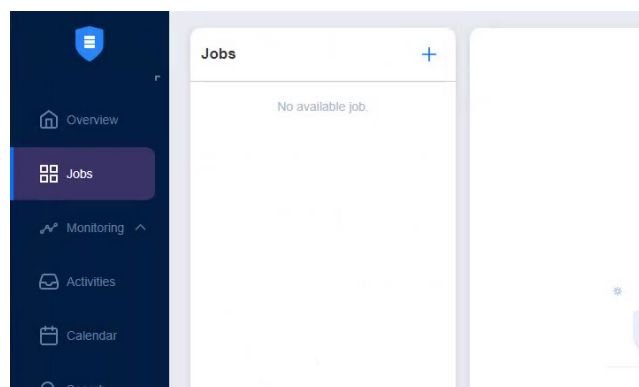 Jobs
No available job.
Overview
Jobs
Monitoring
Activities
Calendar